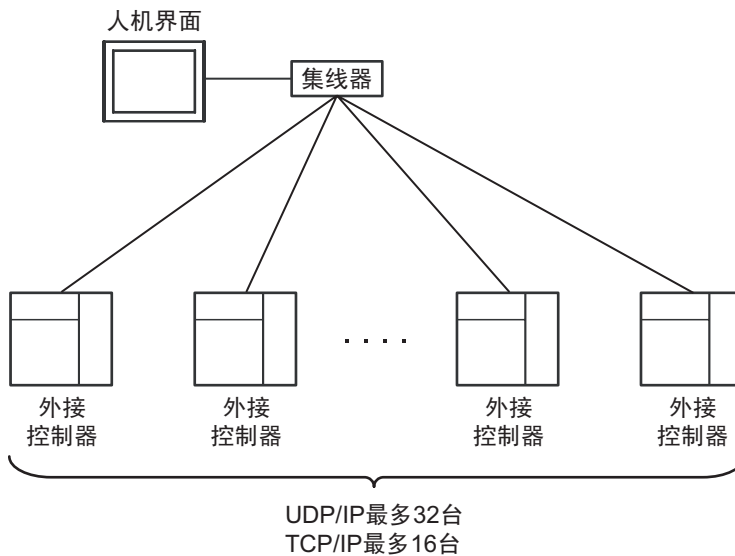 人机界面
集线器
外接
控制器
外接
控制器
外接
控制器
外接
控制器
UDP/IP最多32台
TCP/IP最多16台